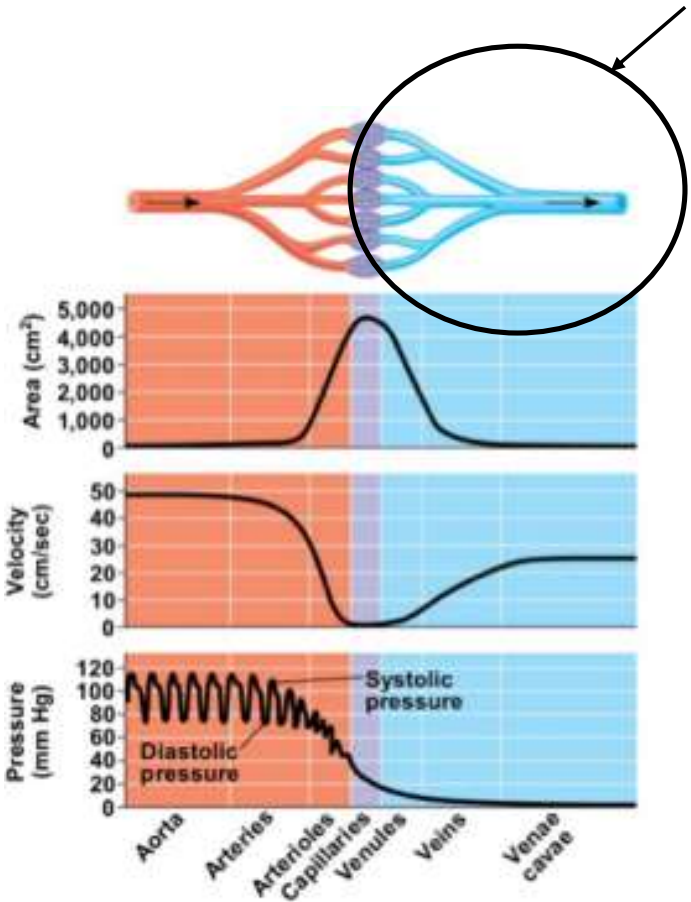 5,000
4,000
3,000
2,000
1,000
0
Area (cm²)
50
40
30
20
10
0
Velocity
(cm/sec)
120
100
80
60
40
20
0
Pressure
(mm Hg)
Systolic
pressure
Diastolic
pressure
Aorta
Arteries
Arterioles
Capillaries
Venules
Veins
Venae
cavae